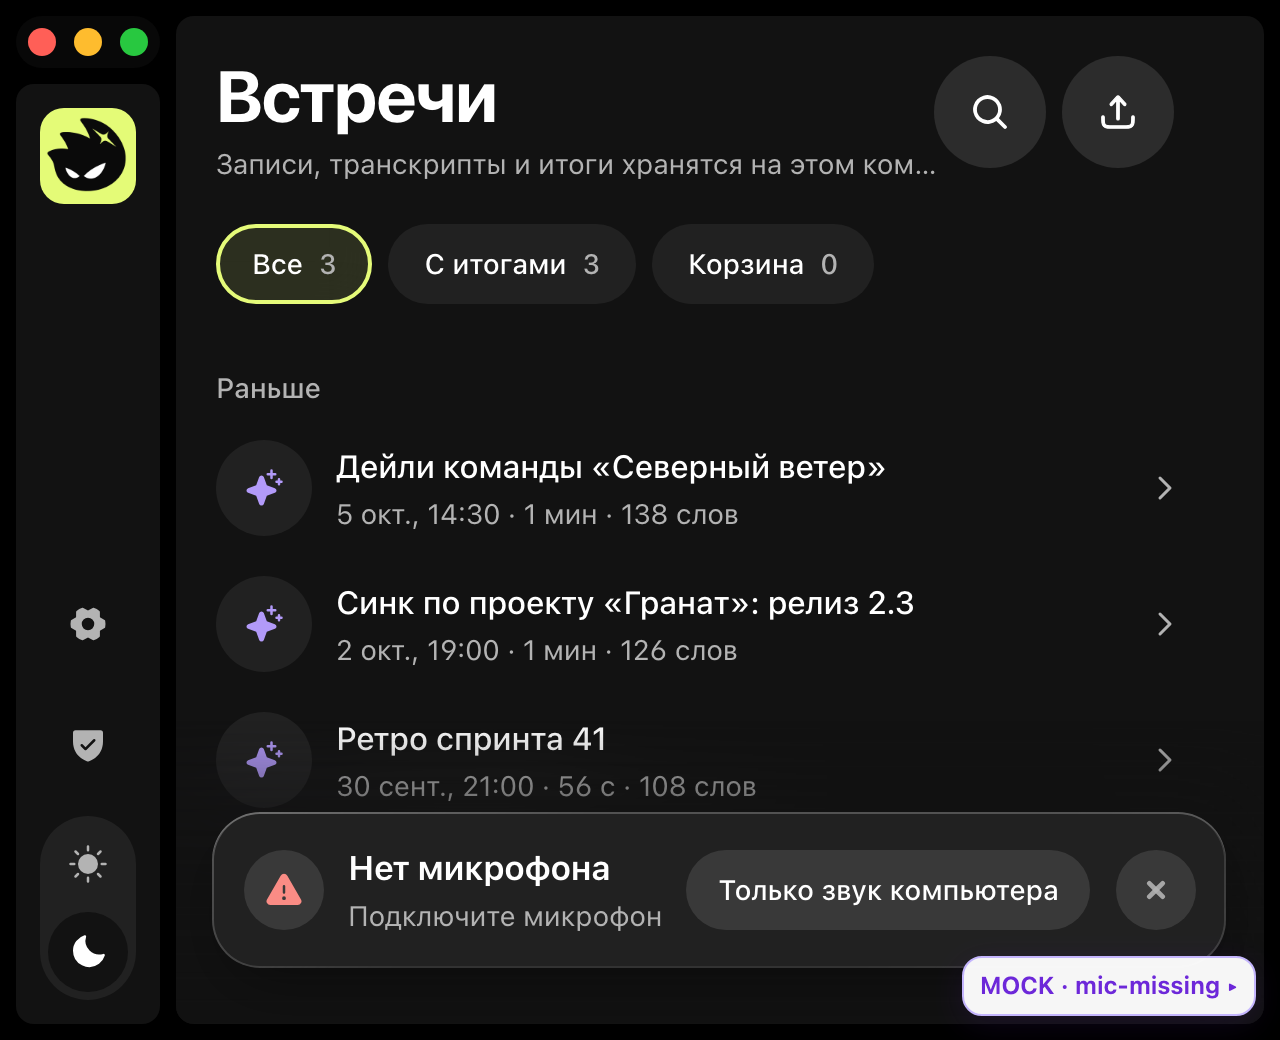 Встречи
Записи, транскрипты и итоги хранятся на этом ком...
Все 3
С итогами 3
Корзина 0
Раньше
Дейли команды «Северный ветер»
5 окт., 14:30 · 1 мин · 138 слов
Синк по проекту «Гранат»: релиз 2.3
2 окт., 19:00 · 1 мин · 126 слов
Ретро спринта 41
30 сент., 21:00 · 56 с · 108 слов
Нет микрофона
Подключите микрофон
Только звук компьютера
MOCK · mic-missing ▸